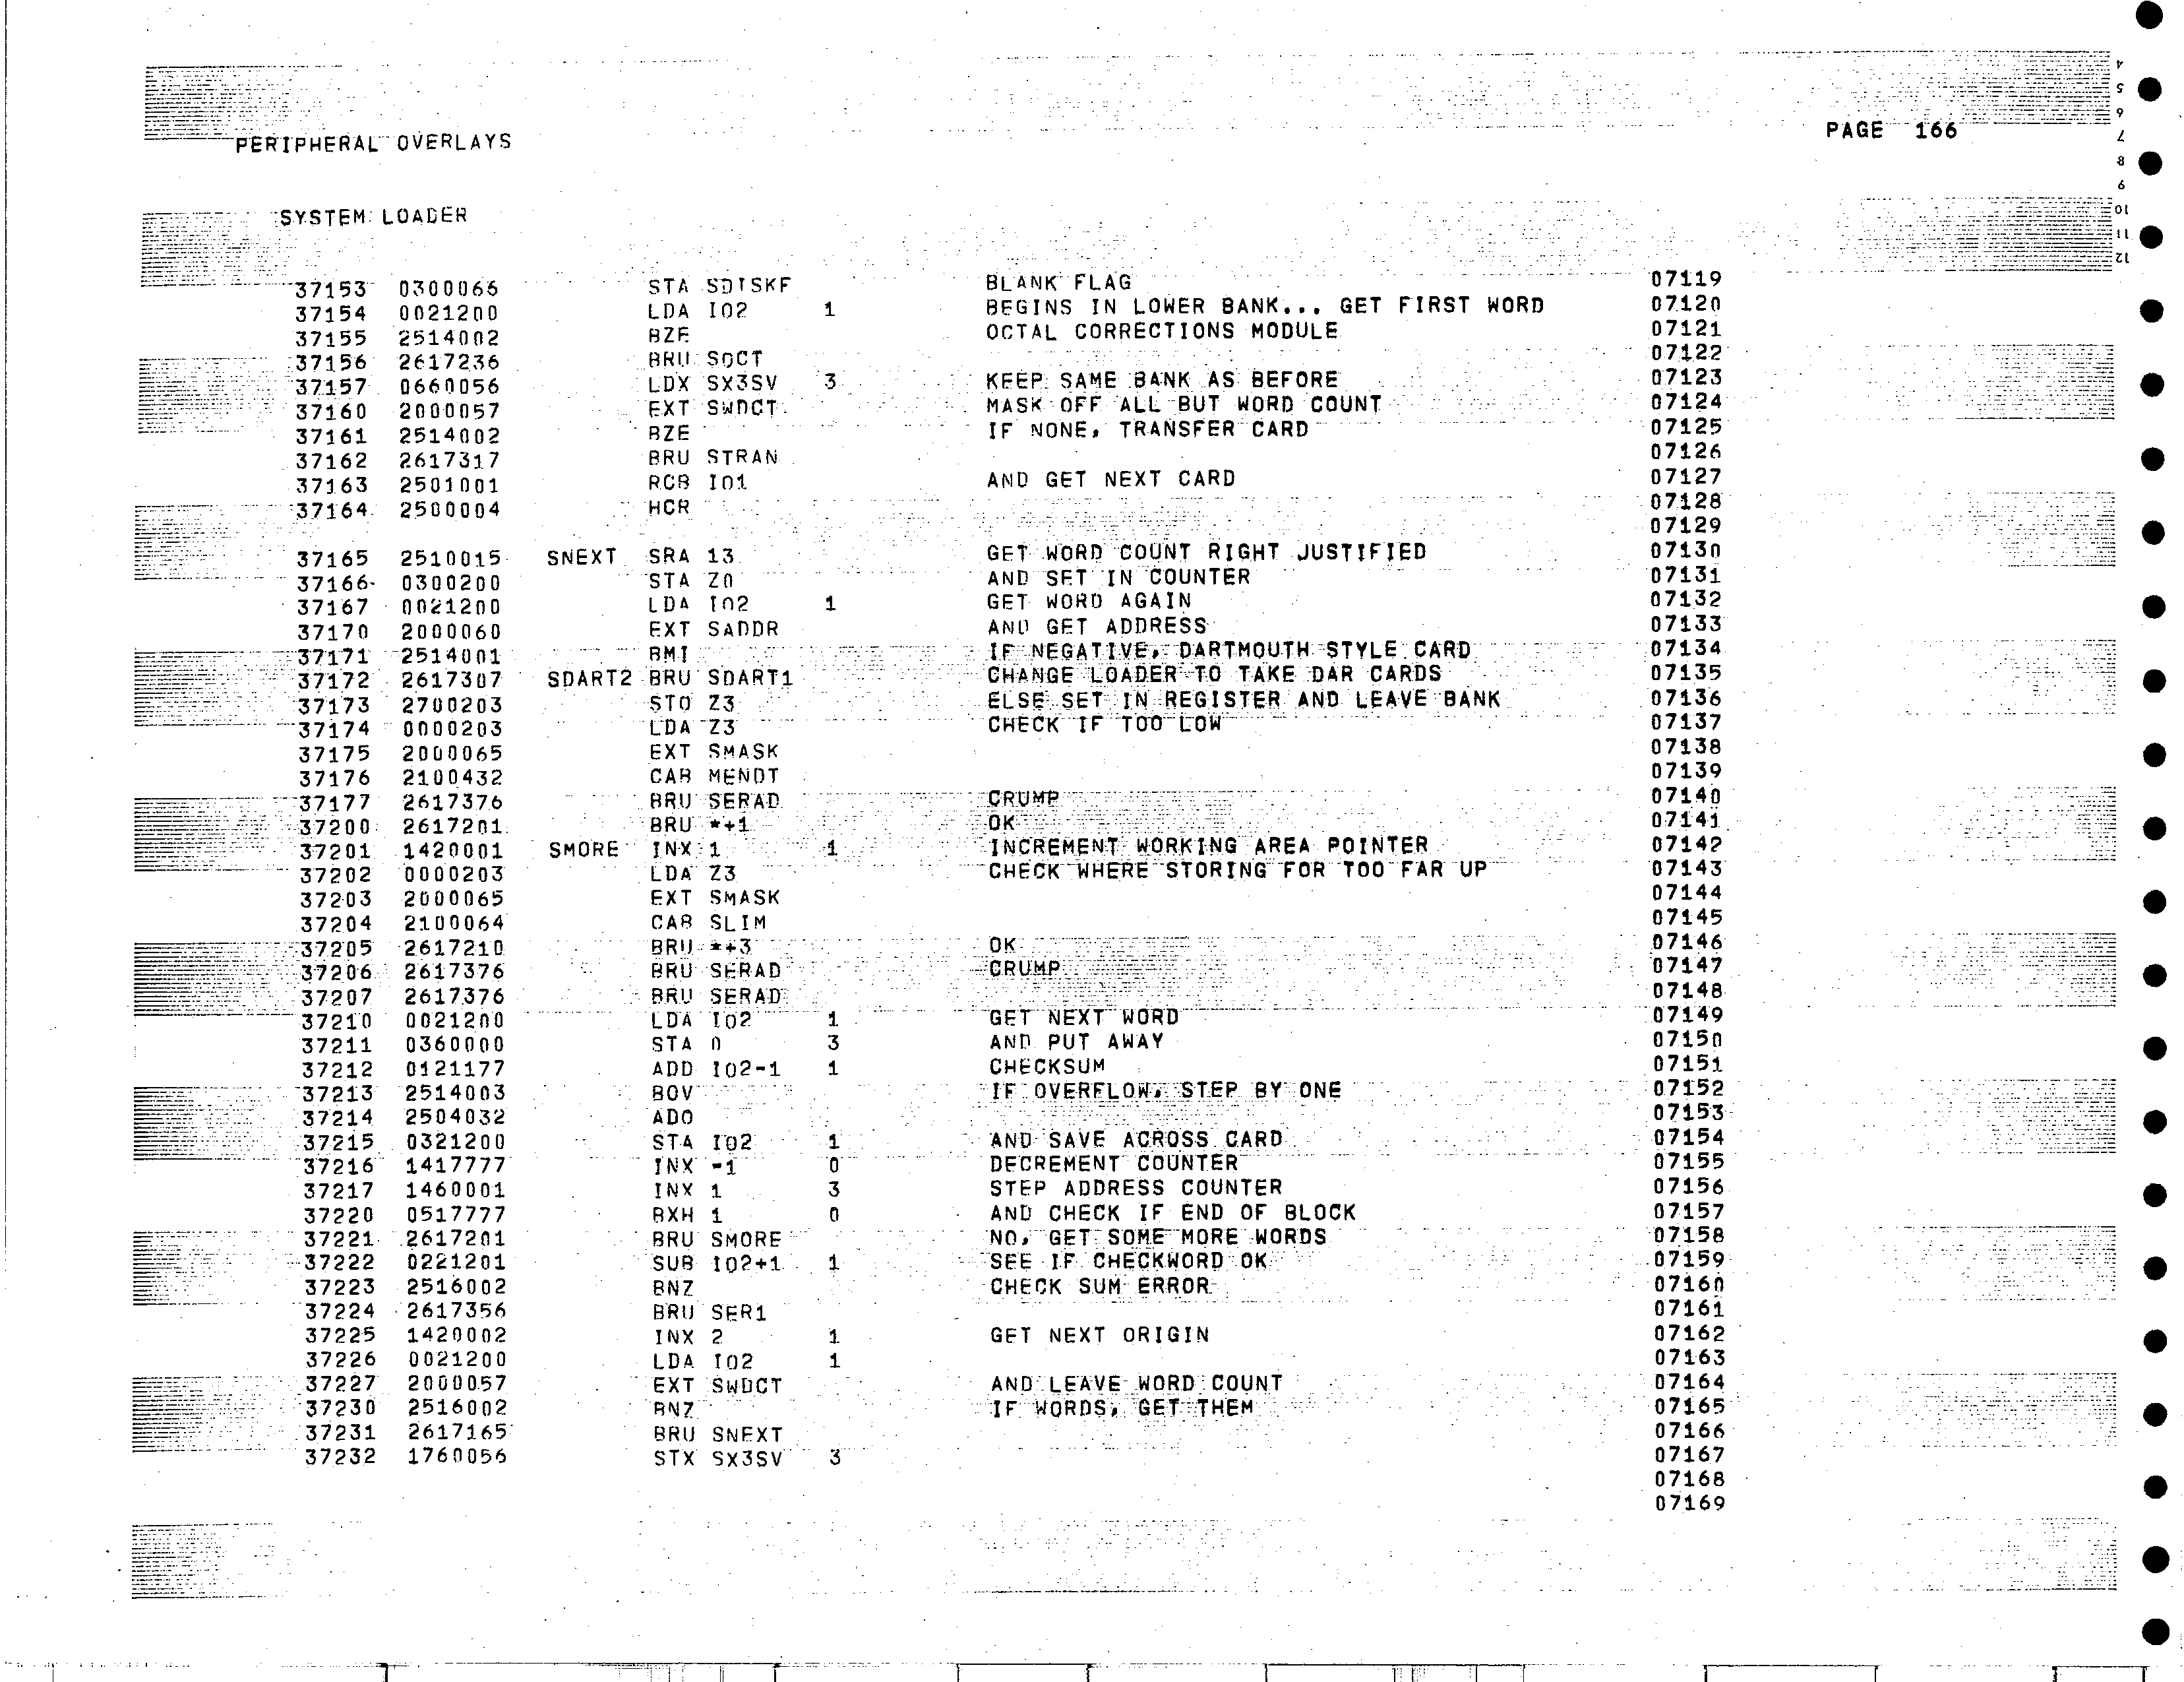 PERIPHERAL OVERLAYS PAGE 166
SYSTEM LOADER
37153 0300066 STA SDISKF BLANK FLAG 07119
37154 0021200 LDA IO2 1 BEGINS IN LOWER BANK... GET FIRST WORD 07120
37155 2514002 BZE OCTAL CORRECTIONS MODULE 07121
37156 2617236 BRU SOCT 07122
37157 0660056 LDX SX3SV 3 KEEP SAME BANK AS BEFORE 07123
37160 2000057 EXT SWDCT MASK OFF ALL BUT WORD COUNT 07124
37161 2514002 BZE IF NONE, TRANSFER CARD 07125
37162 2617317 BRU STRAN 07126
37163 2501001 RCB IO1 AND GET NEXT CARD 07127
37164 2500004 HCR 07128
07129
37165 2510015 SNEXT SRA 13 GET WORD COUNT RIGHT JUSTIFIED 07130
37166 0300200 STA Z0 AND SET IN COUNTER 07131
37167 0021200 LDA IO2 1 GET WORD AGAIN 07132
37170 2000060 EXT SADDR AND GET ADDRESS 07133
37171 2514001 BMI IF NEGATIVE, DARTMOUTH STYLE CARD 07134
37172 2617307 SDART2 BRU SDART1 CHANGE LOADER TO TAKE DAR CARDS 07135
37173 2700203 STO Z3 ELSE SET IN REGISTER AND LEAVE BANK 07136
37174 0000203 LDA Z3 CHECK IF TOO LOW 07137
37175 2000065 EXT SMASK 07138
37176 2100432 CAB MENDT 07139
37177 2617376 BRU SERAD CRUMP 07140
37200 2617201 BRU *+1 OK 07141
37201 1420001 SMORE INX 1 1 INCREMENT WORKING AREA POINTER 07142
37202 0000203 LDA Z3 CHECK WHERE STORING FOR TOO FAR UP 07143
37203 2000065 EXT SMASK 07144
37204 2100064 CAB SLIM 07145
37205 2617210 BRU *+3 OK 07146
37206 2617376 BRU SERAD CRUMP 07147
37207 2617376 BRU SERAD 07148
37210 0021200 LDA IO2 1 GET NEXT WORD 07149
37211 0360000 STA 0 3 AND PUT AWAY 07150
37212 0121177 ADD IO2-1 1 CHECKSUM 07151
37213 2514003 BOV IF OVERFLOW, STEP BY ONE 07152
37214 2504032 ADO 07153
37215 0321200 STA IO2 1 AND SAVE ACROSS CARD 07154
37216 1417777 INX -1 0 DECREMENT COUNTER 07155
37217 1460001 INX 1 3 STEP ADDRESS COUNTER 07156
37220 0517777 BXH 1 0 AND CHECK IF END OF BLOCK 07157
37221 2617201 BRU SMORE NO, GET SOME MORE WORDS 07158
37222 0221201 SUB IO2+1 1 SEE IF CHECKWORD OK 07159
37223 2516002 BNZ CHECK SUM ERROR 07160
37224 2617356 BRU SER1 07161
37225 1420002 INX 2 1 GET NEXT ORIGIN 07162
37226 0021200 LDA IO2 1 07163
37227 2000057 EXT SWDCT AND LEAVE WORD COUNT 07164
37230 2516002 BNZ IF WORDS, GET THEM 07165
37231 2617165 BRU SNEXT 07166
37232 1760056 STX SX3SV 3 07167
07168
07169
4
5
6
7
8
9
10
11
12